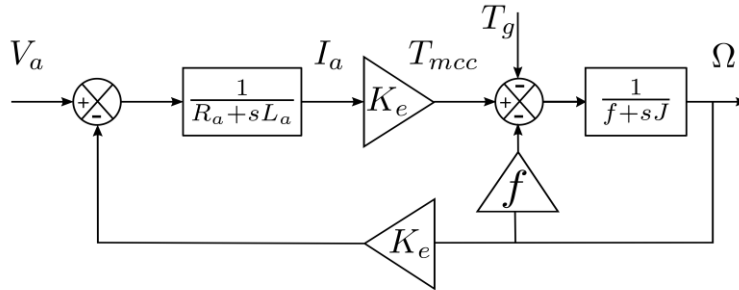 V_a
+
-
1
R_a+sL_a
I_a
K_e
T_mcc
T_g
-
+
-
1
f+sJ
Ω
f
K_e